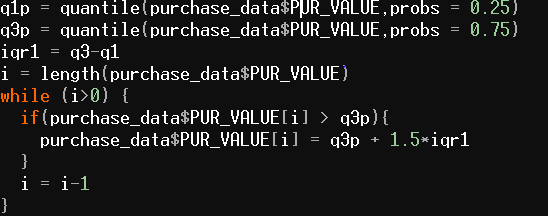 q1p = quantile(purchase_data$PUR_VALUE,probs = 0.25)
q3p = quantile(purchase_data$PUR_VALUE,probs = 0.75)
iqr1 = q3-q1
i = length(purchase_data$PUR_VALUE)
while (i>0) {
  if(purchase_data$PUR_VALUE[i] > q3p){
    purchase_data$PUR_VALUE[i] = q3p + 1.5*iqr1
  }
  i = i-1
}